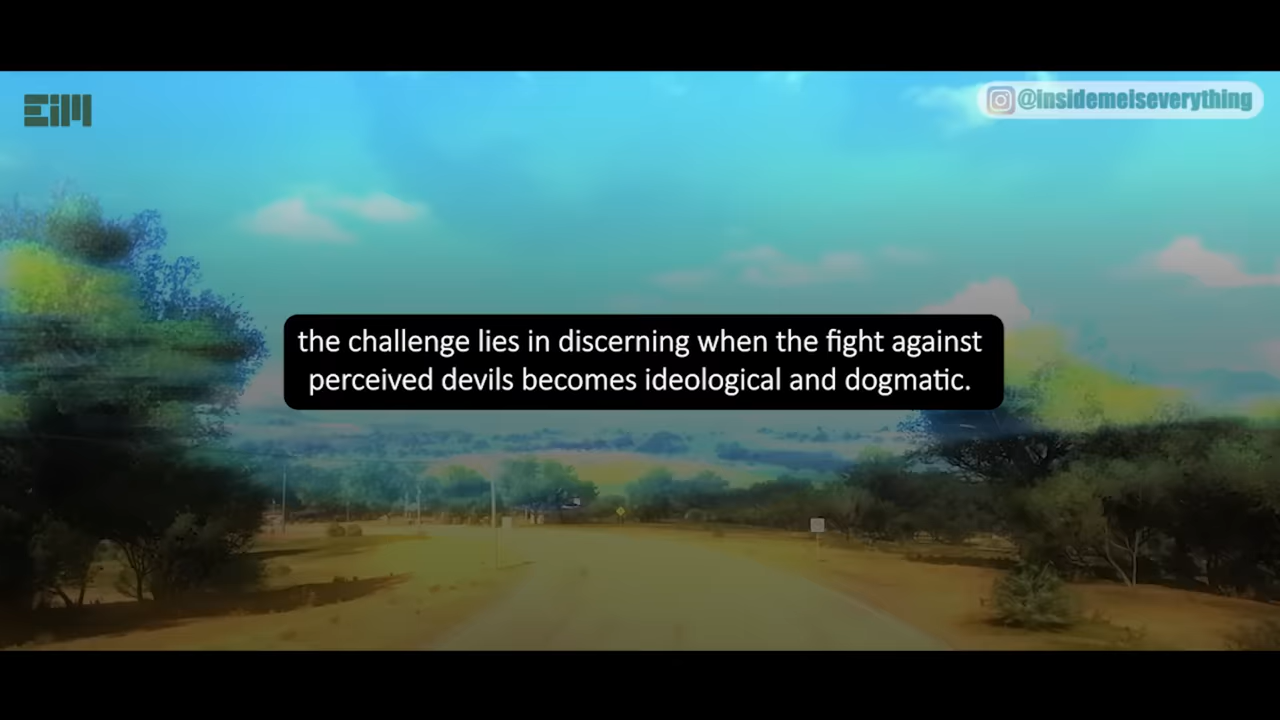 EiM
@insidemeiseverything
the challenge lies in discerning when the fight against
perceived devils becomes ideological and dogmatic.